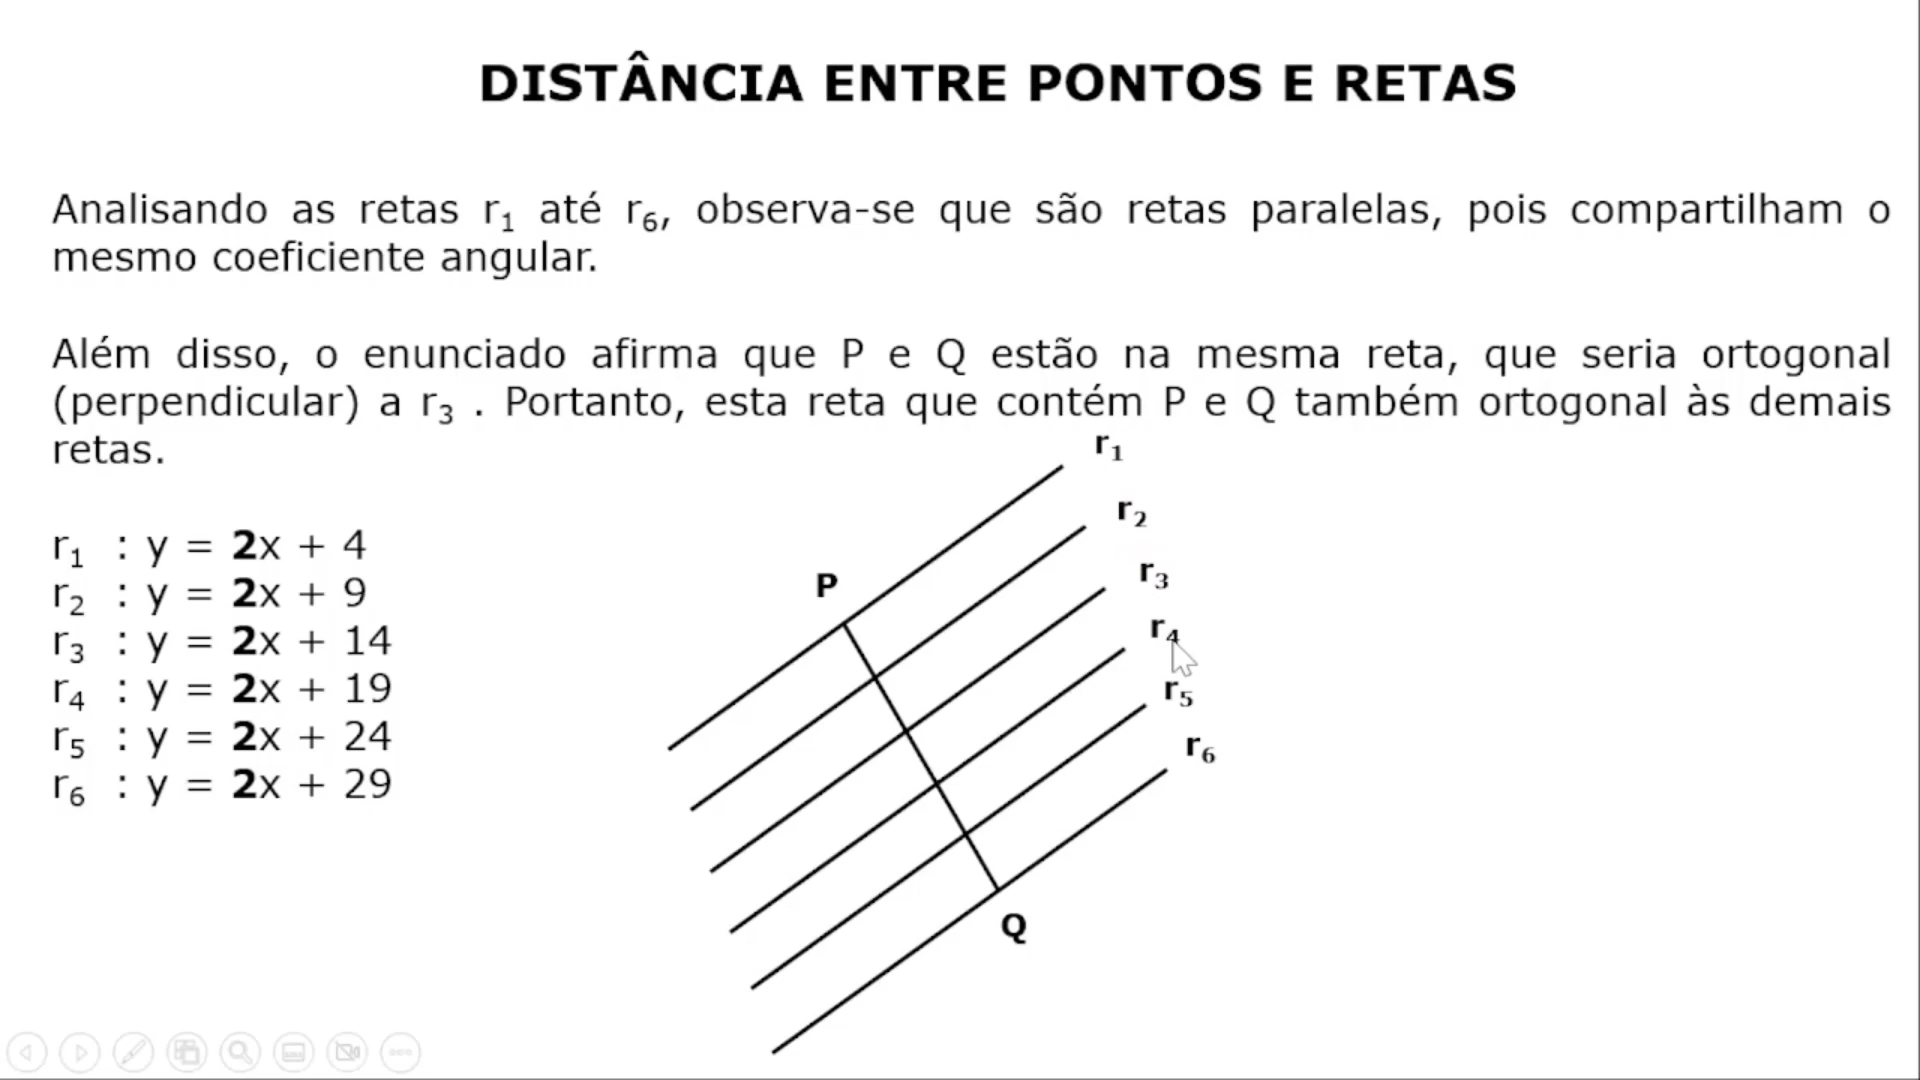 DISTÂNCIA ENTRE PONTOS E RETAS
Analisando as retas r₁ até r₆, observa-se que são retas paralelas, pois compartilham o
mesmo coeficiente angular.
Além disso, o enunciado afirma que P e Q estão na mesma reta, que seria ortogonal
(perpendicular) a r₃ . Portanto, esta reta que contém P e Q também ortogonal às demais
retas.
r₁ : y = 2x + 4
r₂ : y = 2x + 9
r₃ : y = 2x + 14
r₄ : y = 2x + 19
r₅ : y = 2x + 24
r₆ : y = 2x + 29
r₁
r₂
r₃
P
r₄
r₅
r₆
Q